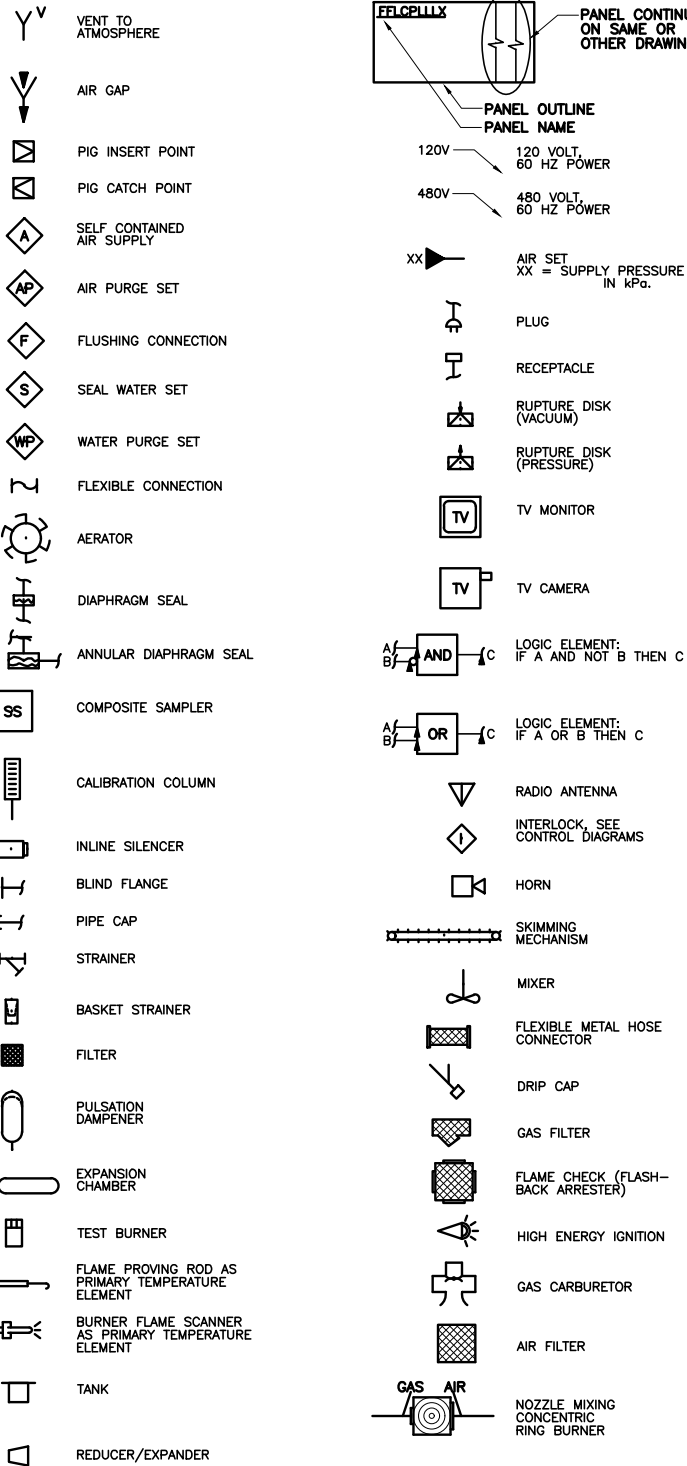 V
VENT TO
ATMOSPHERE
AIR GAP
PIG INSERT POINT
PIG CATCH POINT
A
SELF CONTAINED
AIR SUPPLY
AP
AIR PURGE SET
F
FLUSHING CONNECTION
S
SEAL WATER SET
WP
WATER PURGE SET
FLEXIBLE CONNECTION
AERATOR
DIAPHRAGM SEAL
ANNULAR DIAPHRAGM SEAL
SS
COMPOSITE SAMPLER
CALIBRATION COLUMN
INLINE SILENCER
BLIND FLANGE
PIPE CAP
STRAINER
BASKET STRAINER
FILTER
PULSATION
DAMPENER
EXPANSION
CHAMBER
TEST BURNER
FLAME PROVING ROD AS
PRIMARY TEMPERATURE
ELEMENT
BURNER FLAME SCANNER
AS PRIMARY TEMPERATURE
ELEMENT
TANK
REDUCER/EXPANDER
FFLCPLLLX
PANEL CONTINU
ON SAME OR
OTHER DRAWIN
PANEL OUTLINE
PANEL NAME
120V
120 VOLT,
60 HZ POWER
480V
480 VOLT,
60 HZ POWER
XX
AIR SET
XX = SUPPLY PRESSURE
IN kPa.
PLUG
RECEPTACLE
RUPTURE DISK
(VACUUM)
RUPTURE DISK
(PRESSURE)
TV
TV MONITOR
TV
TV CAMERA
A
B
AND
C
LOGIC ELEMENT:
IF A AND NOT B THEN C
A
B
OR
C
LOGIC ELEMENT:
IF A OR B THEN C
RADIO ANTENNA
I
INTERLOCK, SEE
CONTROL DIAGRAMS
HORN
SKIMMING
MECHANISM
MIXER
FLEXIBLE METAL HOSE
CONNECTOR
DRIP CAP
GAS FILTER
FLAME CHECK (FLASH-
BACK ARRESTER)
HIGH ENERGY IGNITION
GAS CARBURETOR
AIR FILTER
GAS AIR
NOZZLE MIXING
CONCENTRIC
RING BURNER